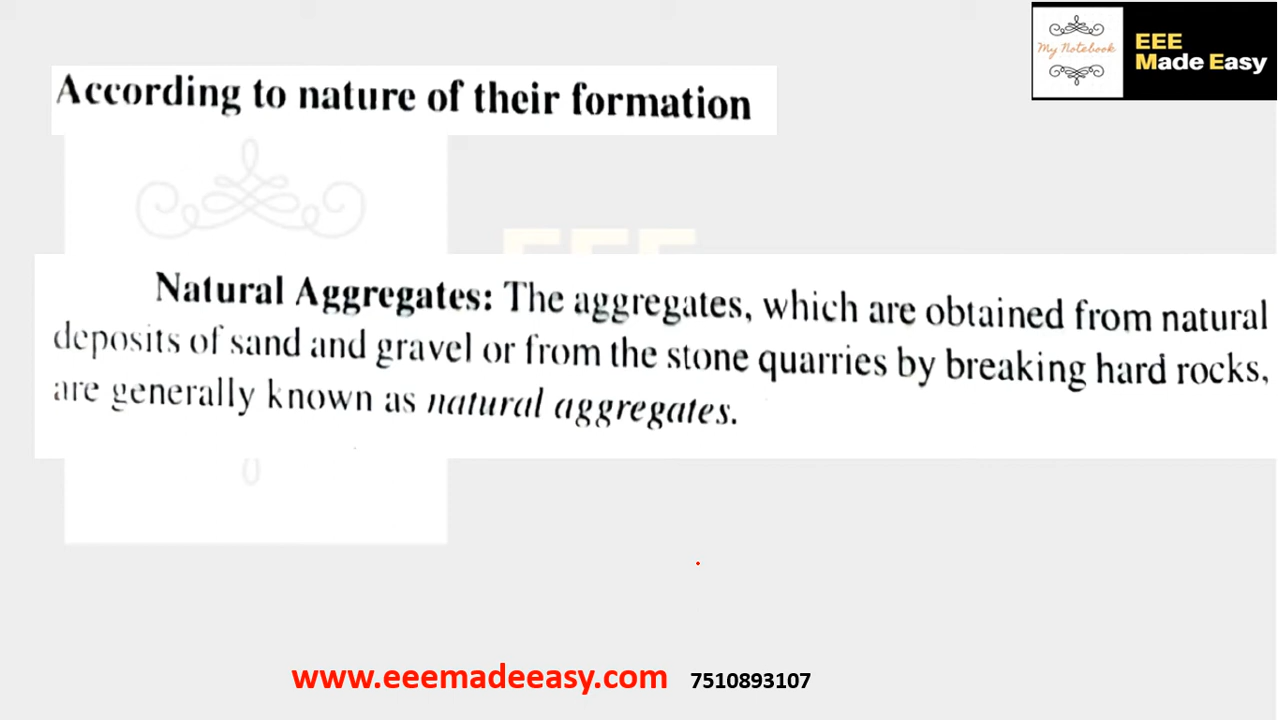 My Notebook
EEE
Made Easy
According to nature of their formation
EEE
Natural Aggregates: The aggregates, which are obtained from natural
deposits of sand and gravel or from the stone quarries by breaking hard rocks,
are generally known as natural aggregates.
www.eeemadeeasy.com 7510893107